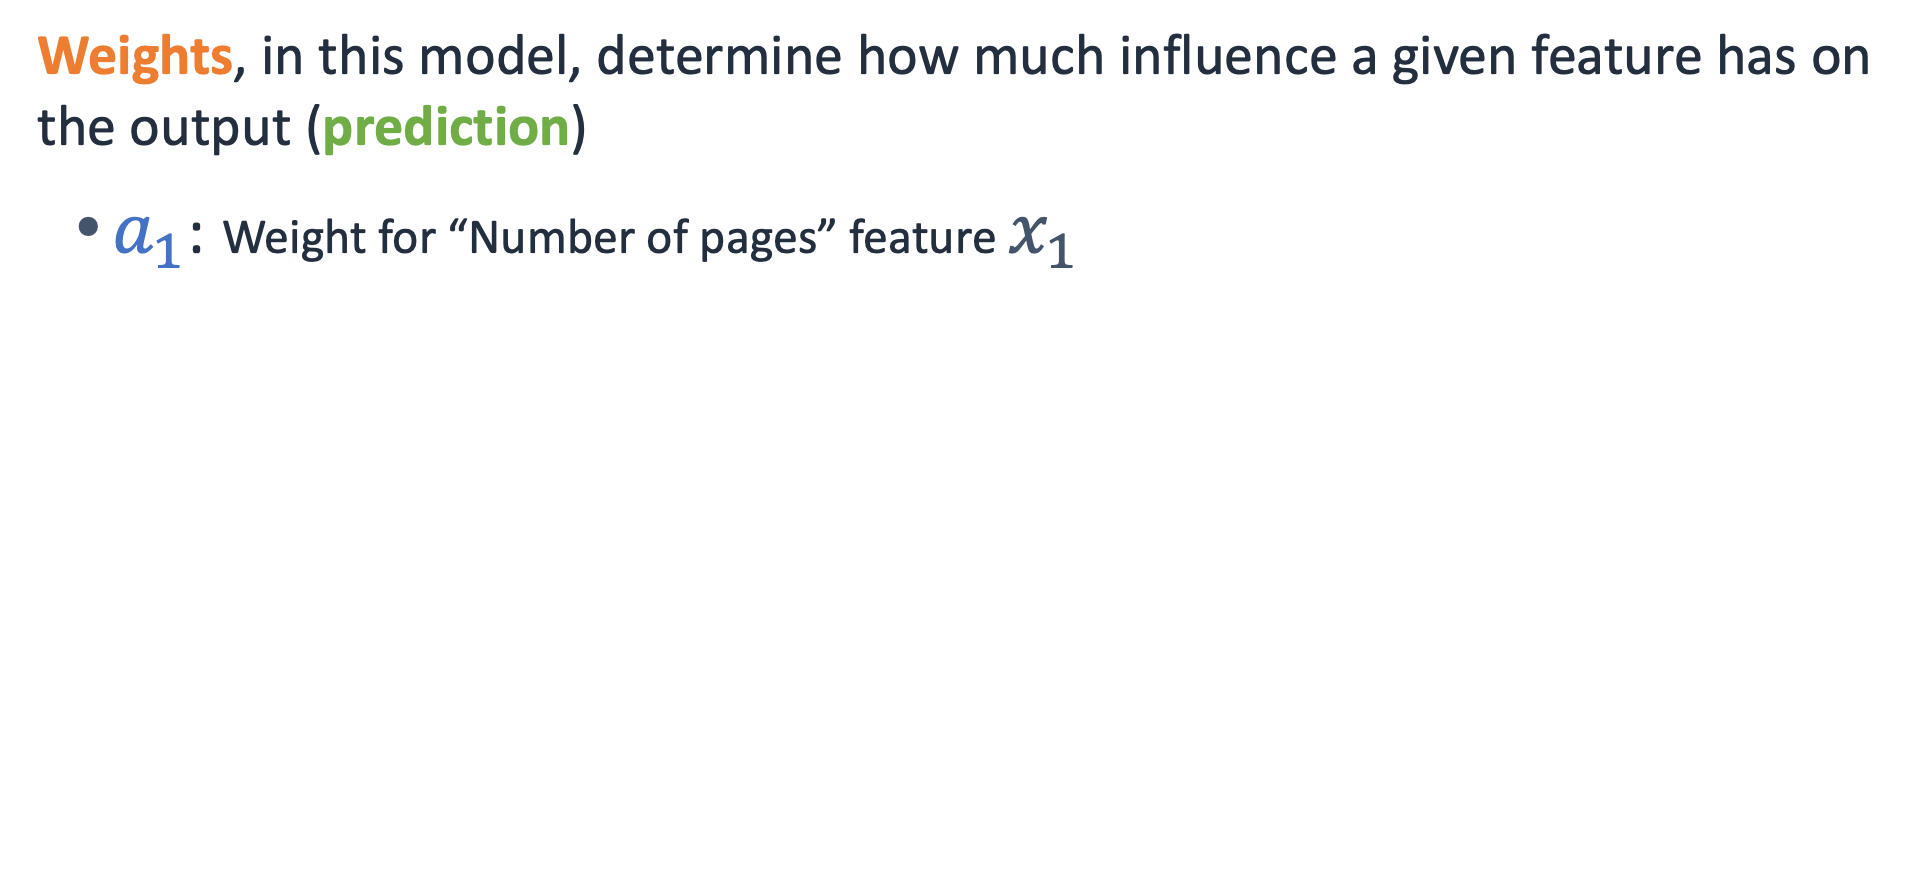 Weights, in this model, determine how much influence a given feature has on
the output (prediction)
• a₁: Weight for “Number of pages” feature x₁